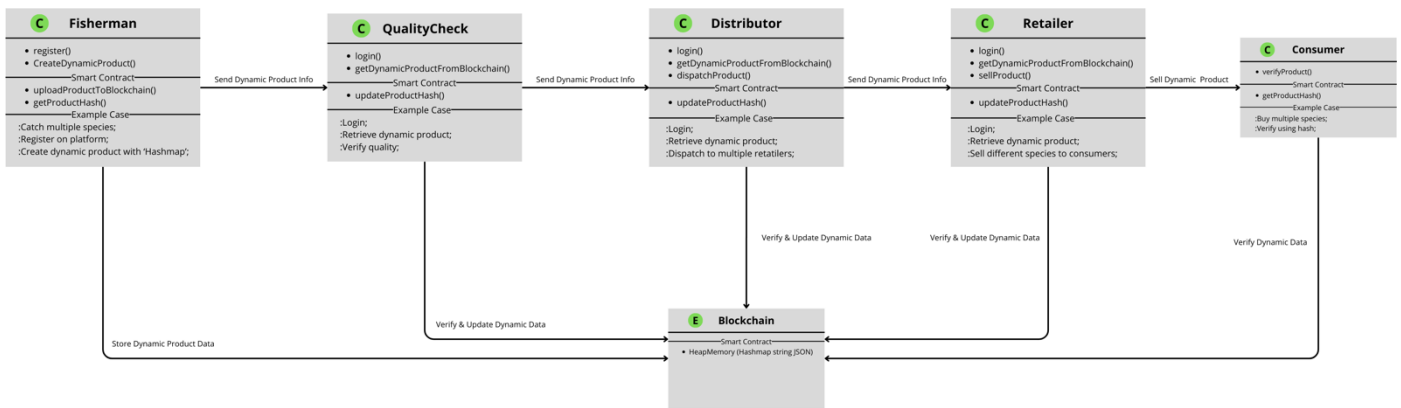 C Fisherman
• register()
• CreateDynamicProduct()
Smart Contract
• uploadProductToBlockchain()
• getProductHash()
Example Case
:Catch multiple species;
:Register on platform;
:Create dynamic product with ‘Hashmap’;
Send Dynamic Product Info
C QualityCheck
• login()
• getDynamicProductFromBlockchain()
Smart Contract
• updateProductHash()
Example Case
:Login;
:Retrieve dynamic product;
:Verify quality;
Send Dynamic Product Info
C Distributor
• login()
• getDynamicProductFromBlockchain()
• dispatchProduct()
Smart Contract
• updateProductHash()
Example Case
:Login;
:Retrieve dynamic product;
:Dispatch to multiple retatilers;
Send Dynamic Product Info
C Retailer
• login()
• getDynamicProductFromBlockchain()
• sellProduct()
Smart Contract
• updateProductHash()
Example Case
:Login;
:Retrieve dynamic product;
:Sell different species to consumers;
Sell Dynamic Product
C Consumer
• verifyProduct()
Smart Contract
• getProductHash()
Example Case
:Buy multiple species;
:Verify using hash;
Store Dynamic Product Data
Verify & Update Dynamic Data
Verify & Update Dynamic Data
Verify & Update Dynamic Data
Verify Dynamic Data
E Blockchain
Smart Contract
• HeapMemory (Hashmap string JSON)